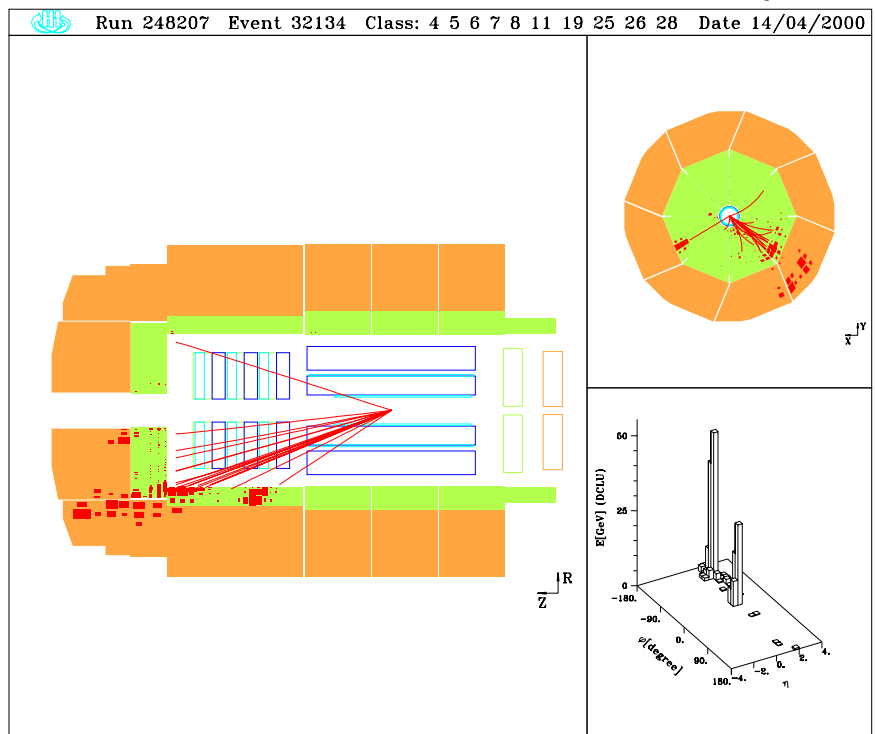 H1 Run 248207 Event 32134 Class: 4 5 6 7 8 11 19 25 26 28 Date 14/04/2000
R
Z
Y
X
E[GeV] (DCLU)
50
25
0
-180.
-90.
0.
90.
180.
φ[degree]
-4.
-2.
0.
2.
4.
η